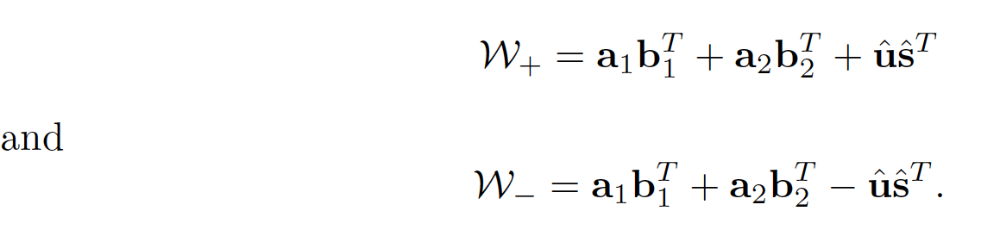 𝒲₊ = 𝐚₁𝐛₁ᵀ + 𝐚₂𝐛₂ᵀ + 𝐮̂𝐬̂ᵀ
and
𝒲₋ = 𝐚₁𝐛₁ᵀ + 𝐚₂𝐛₂ᵀ − 𝐮̂𝐬̂ᵀ.